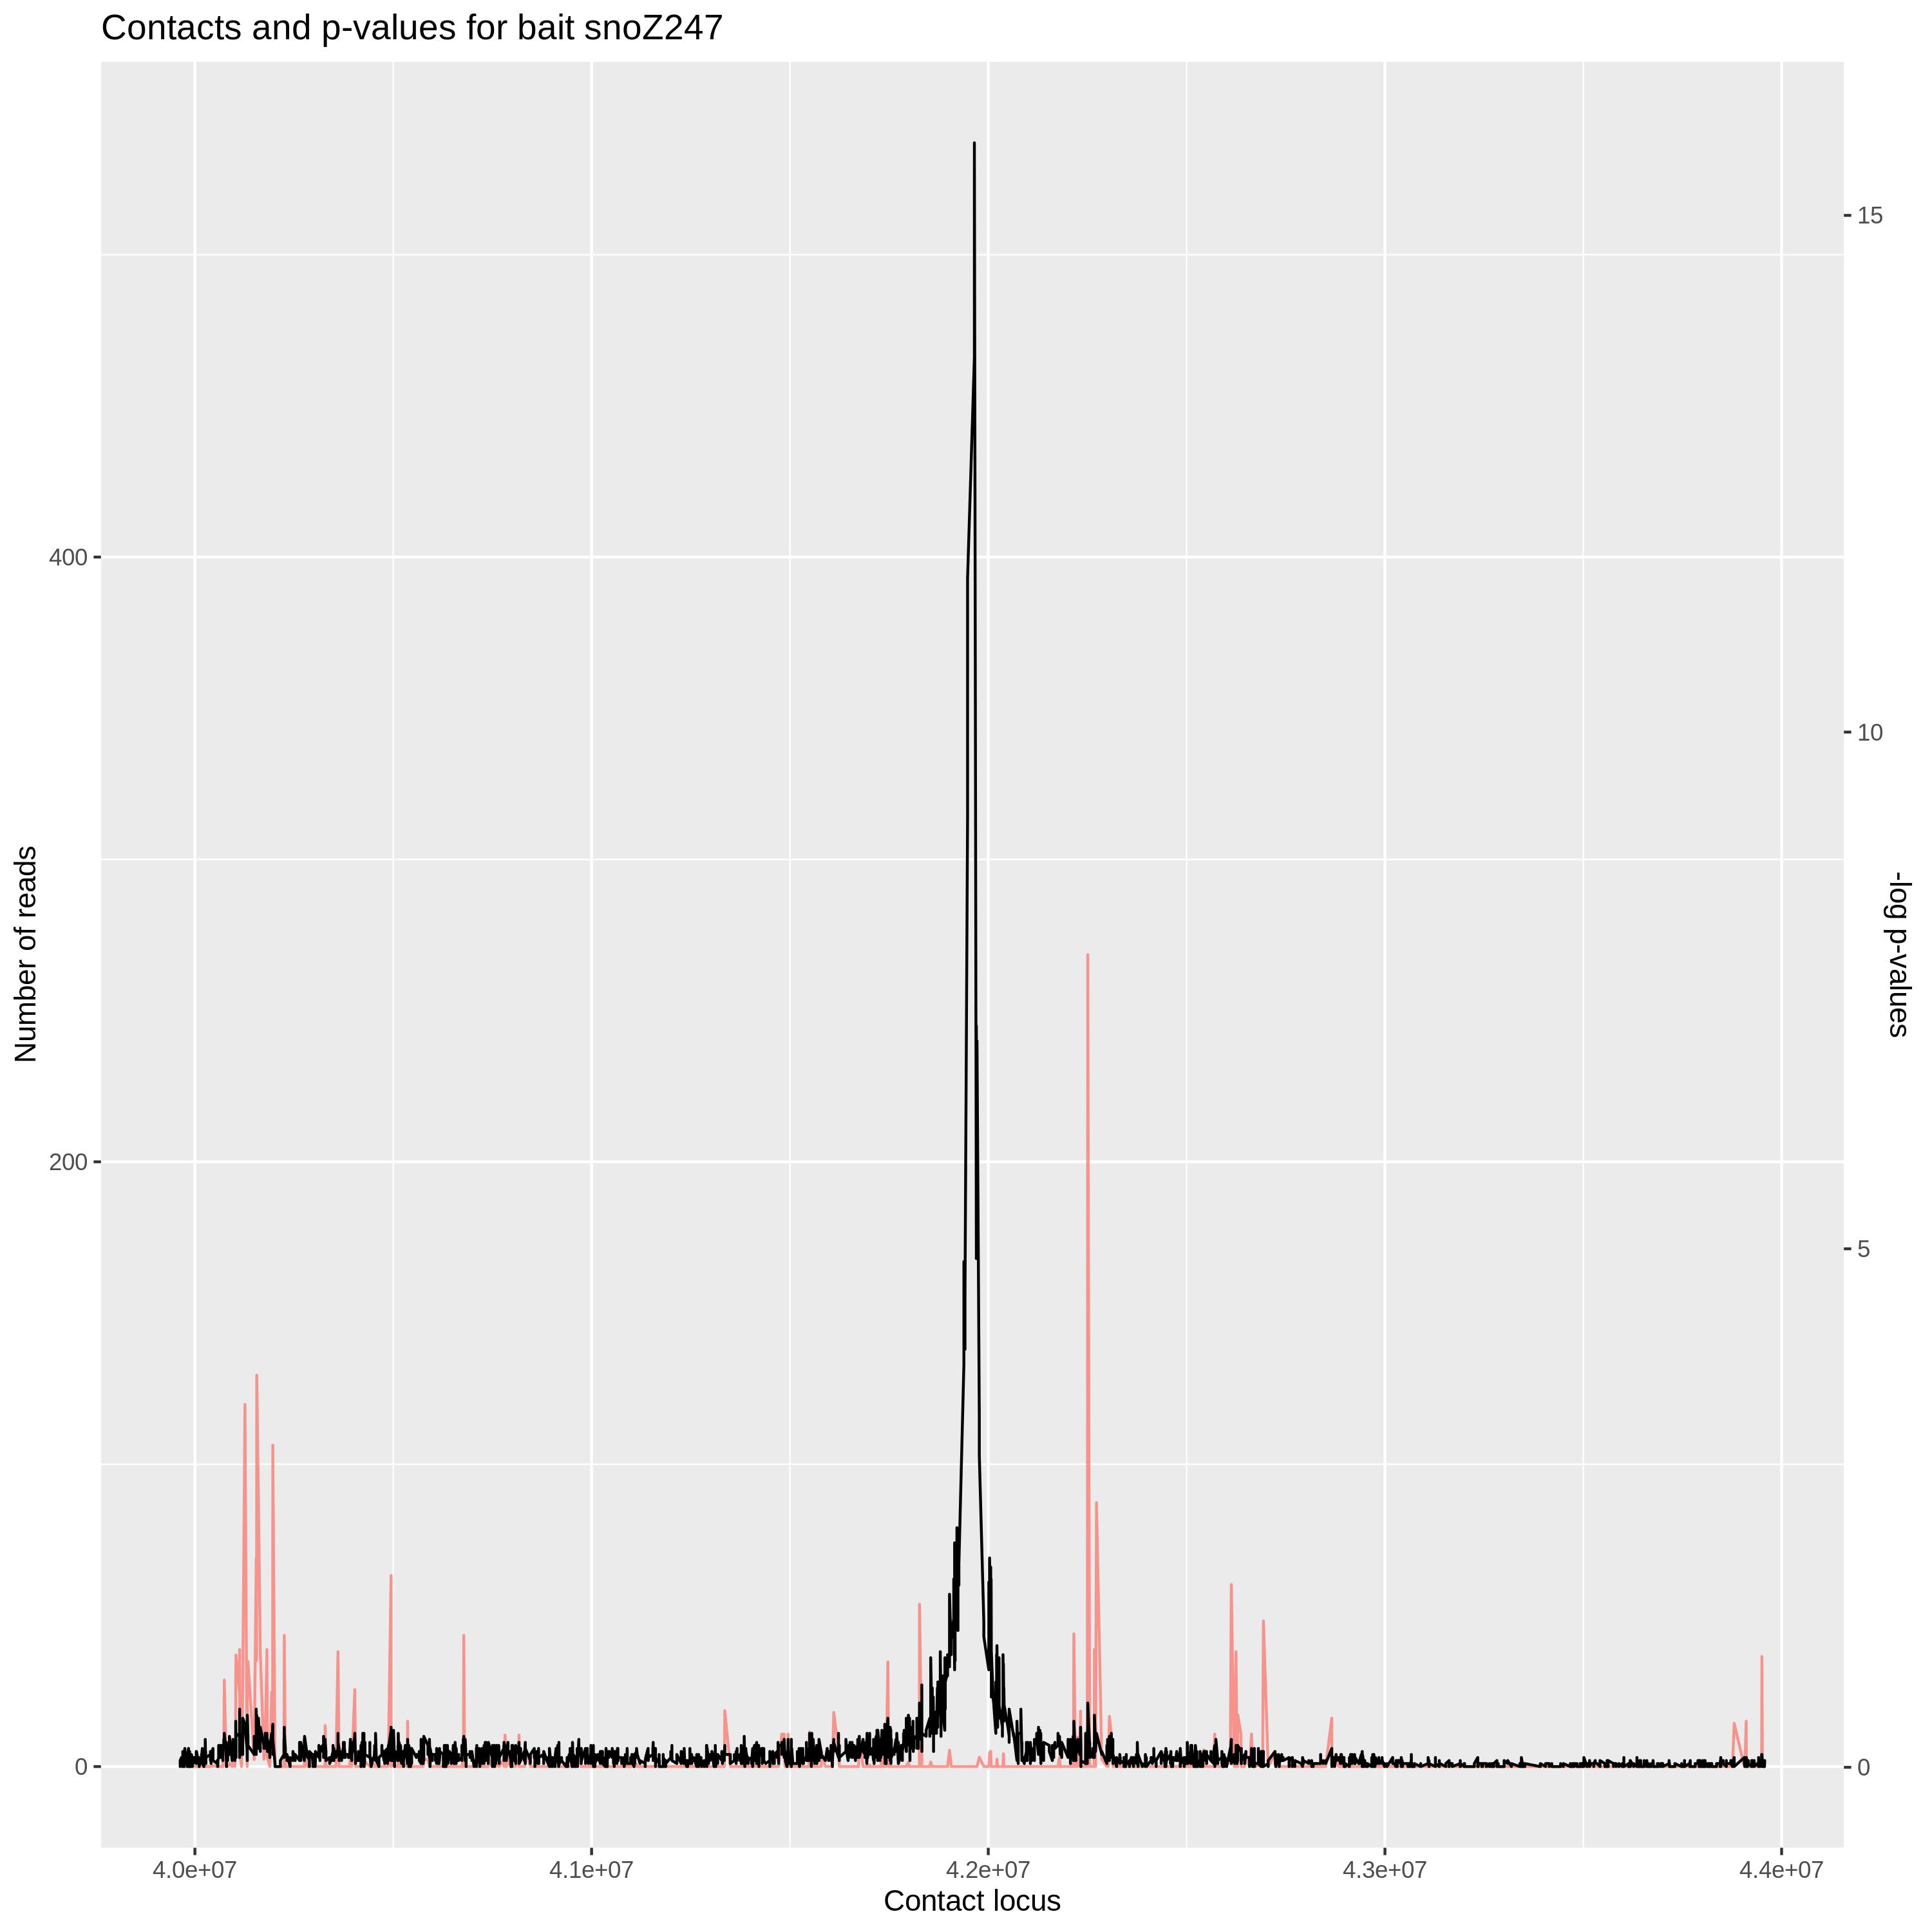 Contacts and p-values for bait snoZ247
15
400
10
Number of reads
-log p-values
200
5
0
0
4.0e+07
4.1e+07
4.2e+07
4.3e+07
4.4e+07
Contact locus